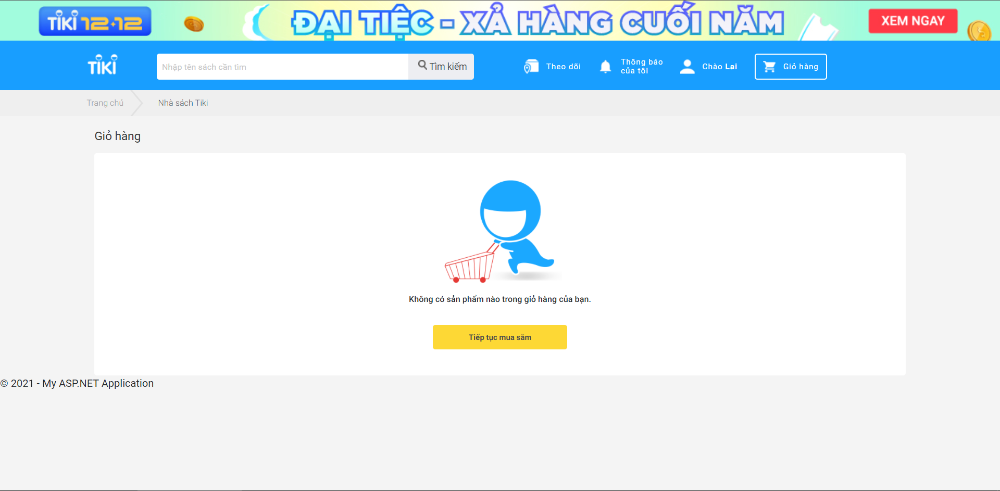 TIKI 12•12
ĐẠI TIỆC - XẢ HÀNG CUỐI NĂM
XEM NGAY
TIKI
Nhập tên sách cần tìm
Tìm kiếm
Theo dõi
Thông báo
của tôi
Chào Lai
Giỏ hàng
Trang chủ
Nhà sách Tiki
Giỏ hàng
Không có sản phẩm nào trong giỏ hàng của bạn.
Tiếp tục mua sắm
© 2021 - My ASP.NET Application